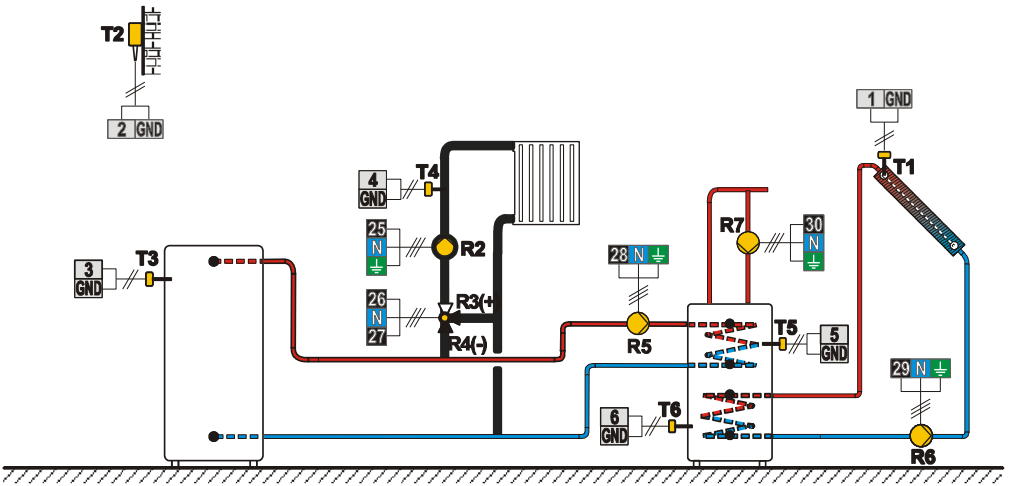 T2
2 GND
1 GND
T1
T4
4
GND
25
N
R2
R7
30
N
T3
3
GND
28 N
26
N
27
R3(+
R4(-)
R5
T5
5
GND
29 N
T6
6
GND
R6